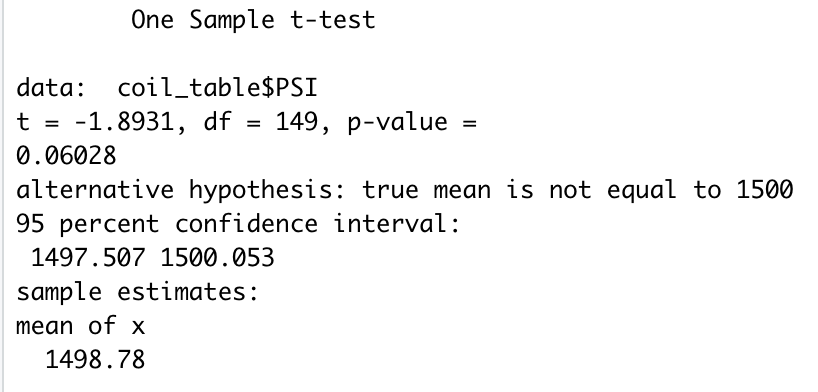 One Sample t-test
data:  coil_table$PSI
t = -1.8931, df = 149, p-value =
0.06028
alternative hypothesis: true mean is not equal to 1500
95 percent confidence interval:
1497.507 1500.053
sample estimates:
mean of x
1498.78